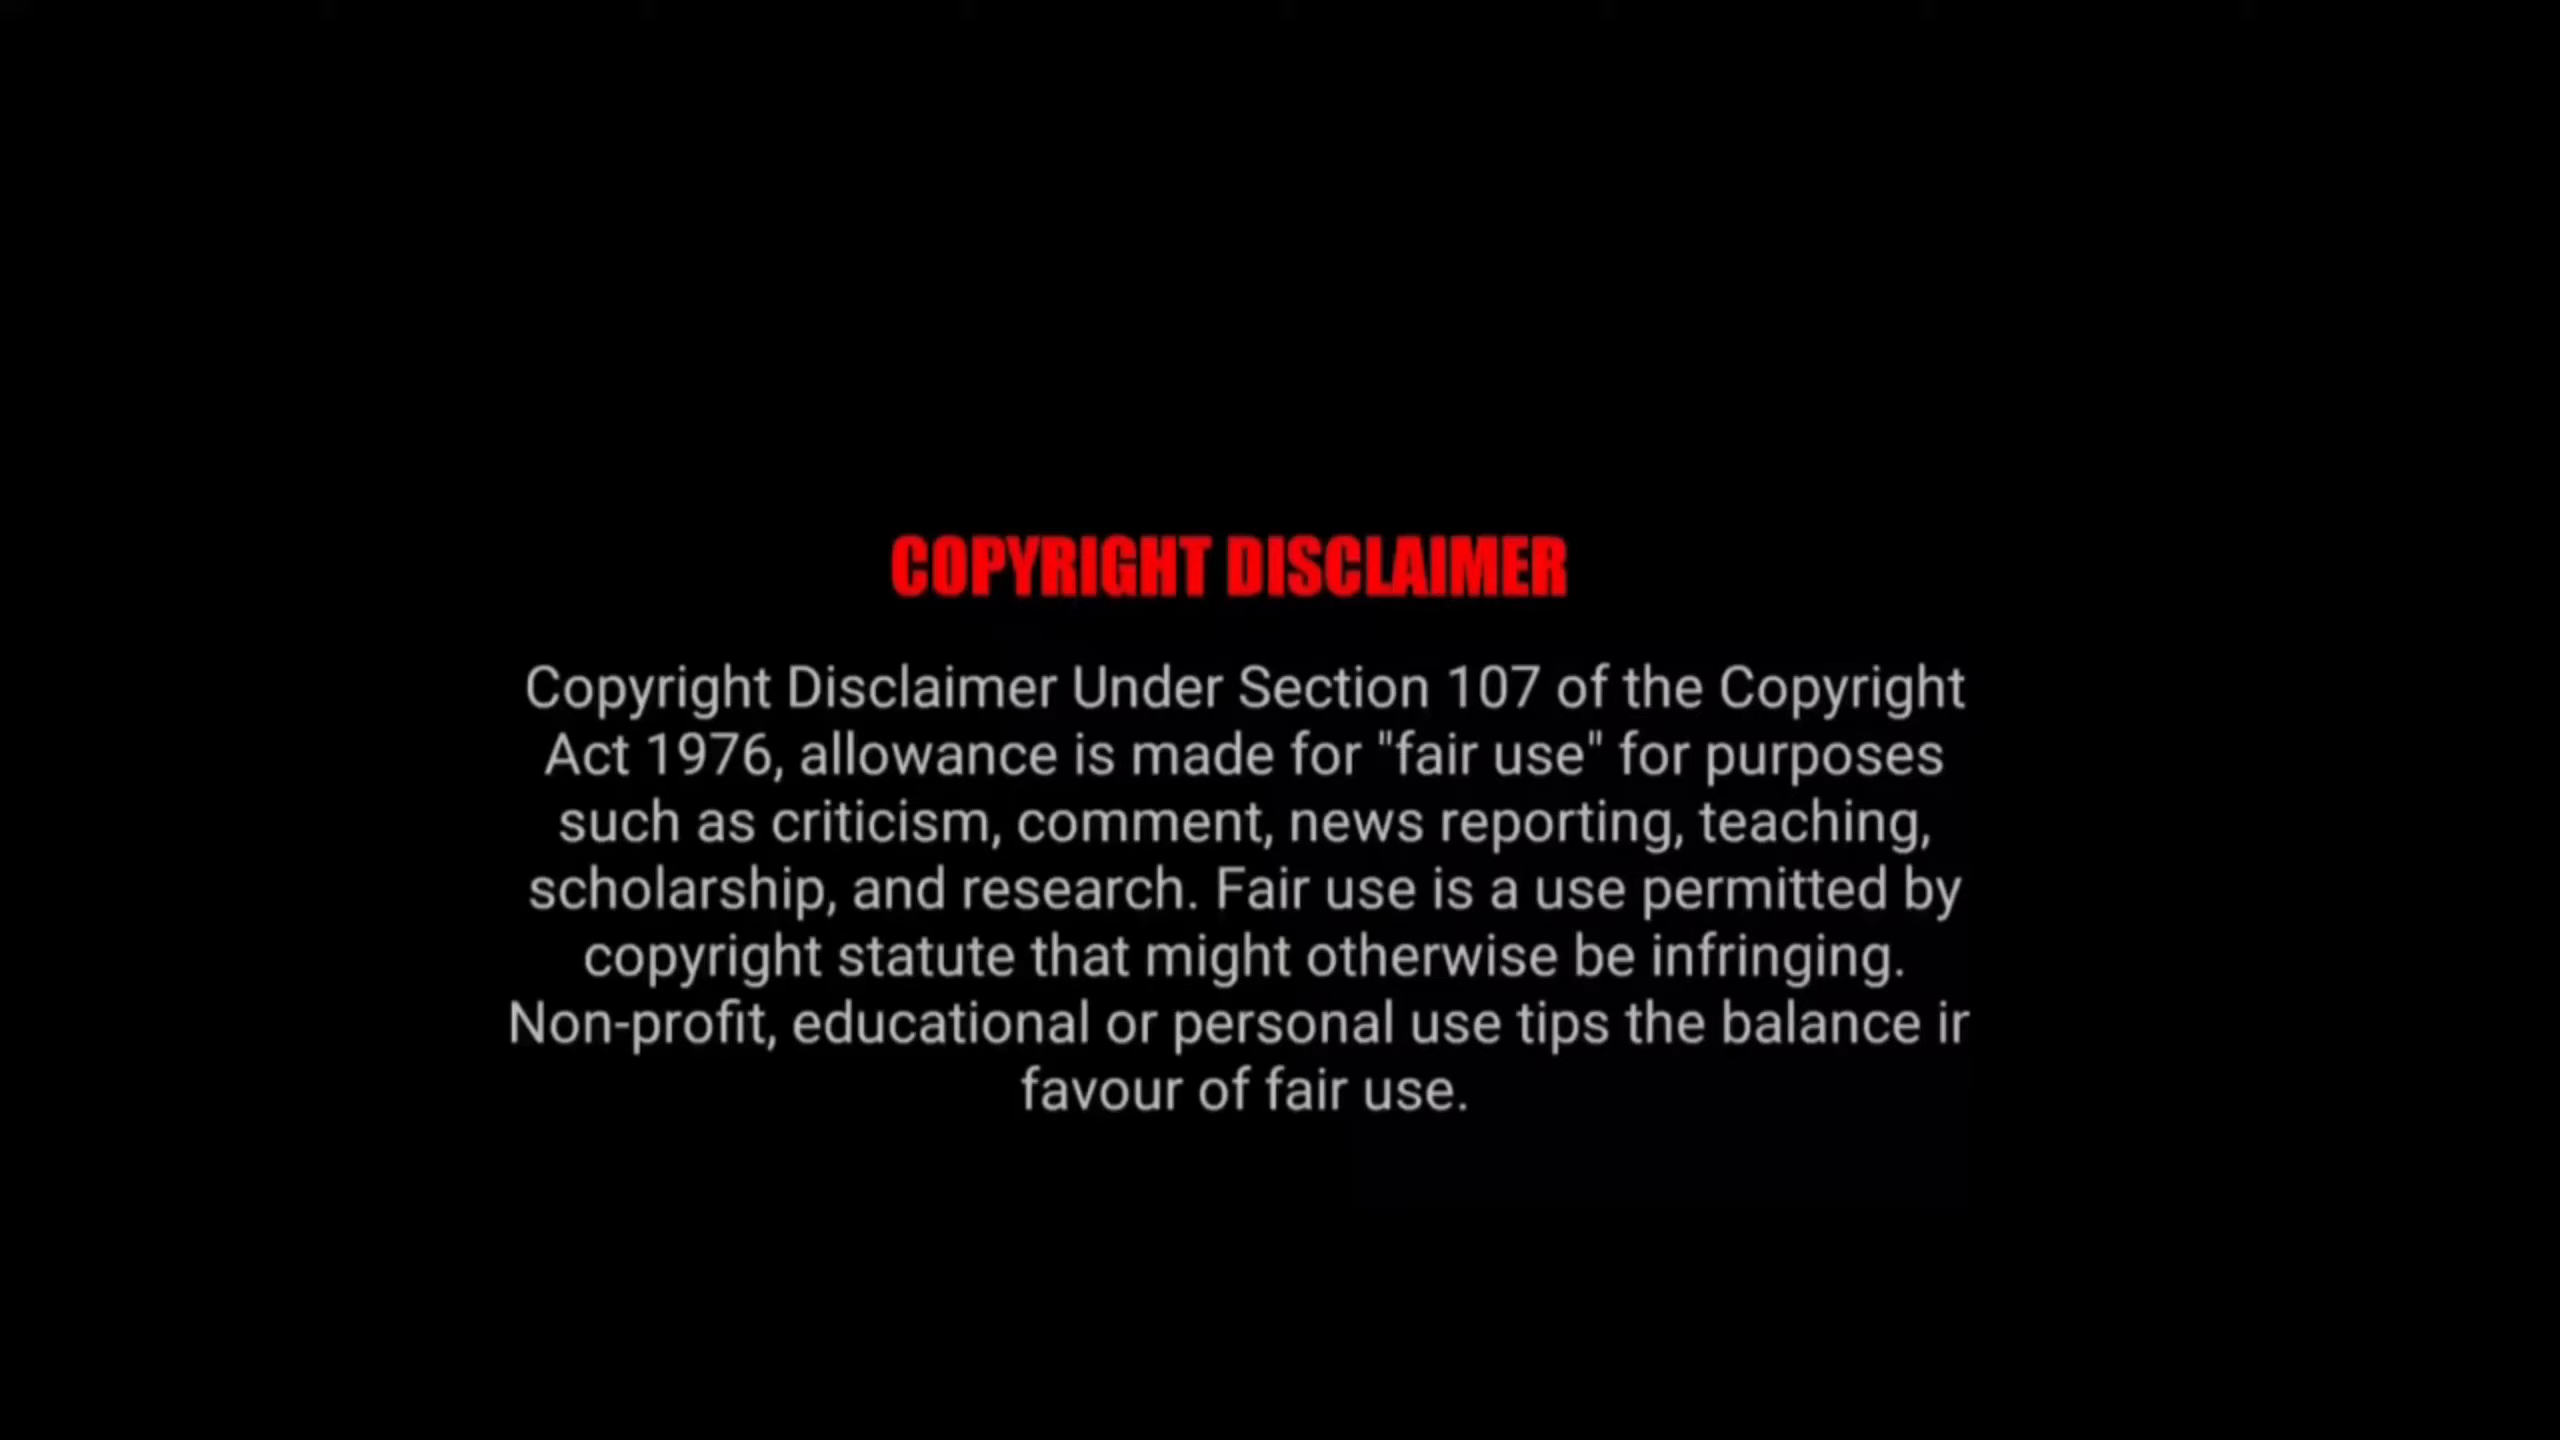 COPYRIGHT DISCLAIMER
Copyright Disclaimer Under Section 107 of the Copyright
Act 1976, allowance is made for "fair use" for purposes
such as criticism, comment, news reporting, teaching,
scholarship, and research. Fair use is a use permitted by
copyright statute that might otherwise be infringing.
Non-profit, educational or personal use tips the balance ir
favour of fair use.